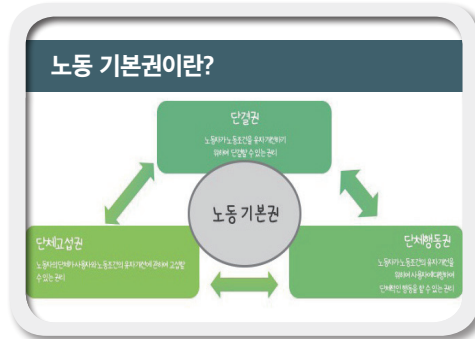 노동 기본권이란?
단결권
노동자가 노동조건을 유지 개선하기
위하여 단결할 수 있는 권리
노동 기본권
단체교섭권
노동자의 단체가 사용자와 노동조건의 유지 개선에 관하여 교섭할
수 있는 권리
단체행동권
노동자가 노동조건의 유지 개선을
위하여 사용자에 대항하여
단체적인 행동을 할 수 있는 권리